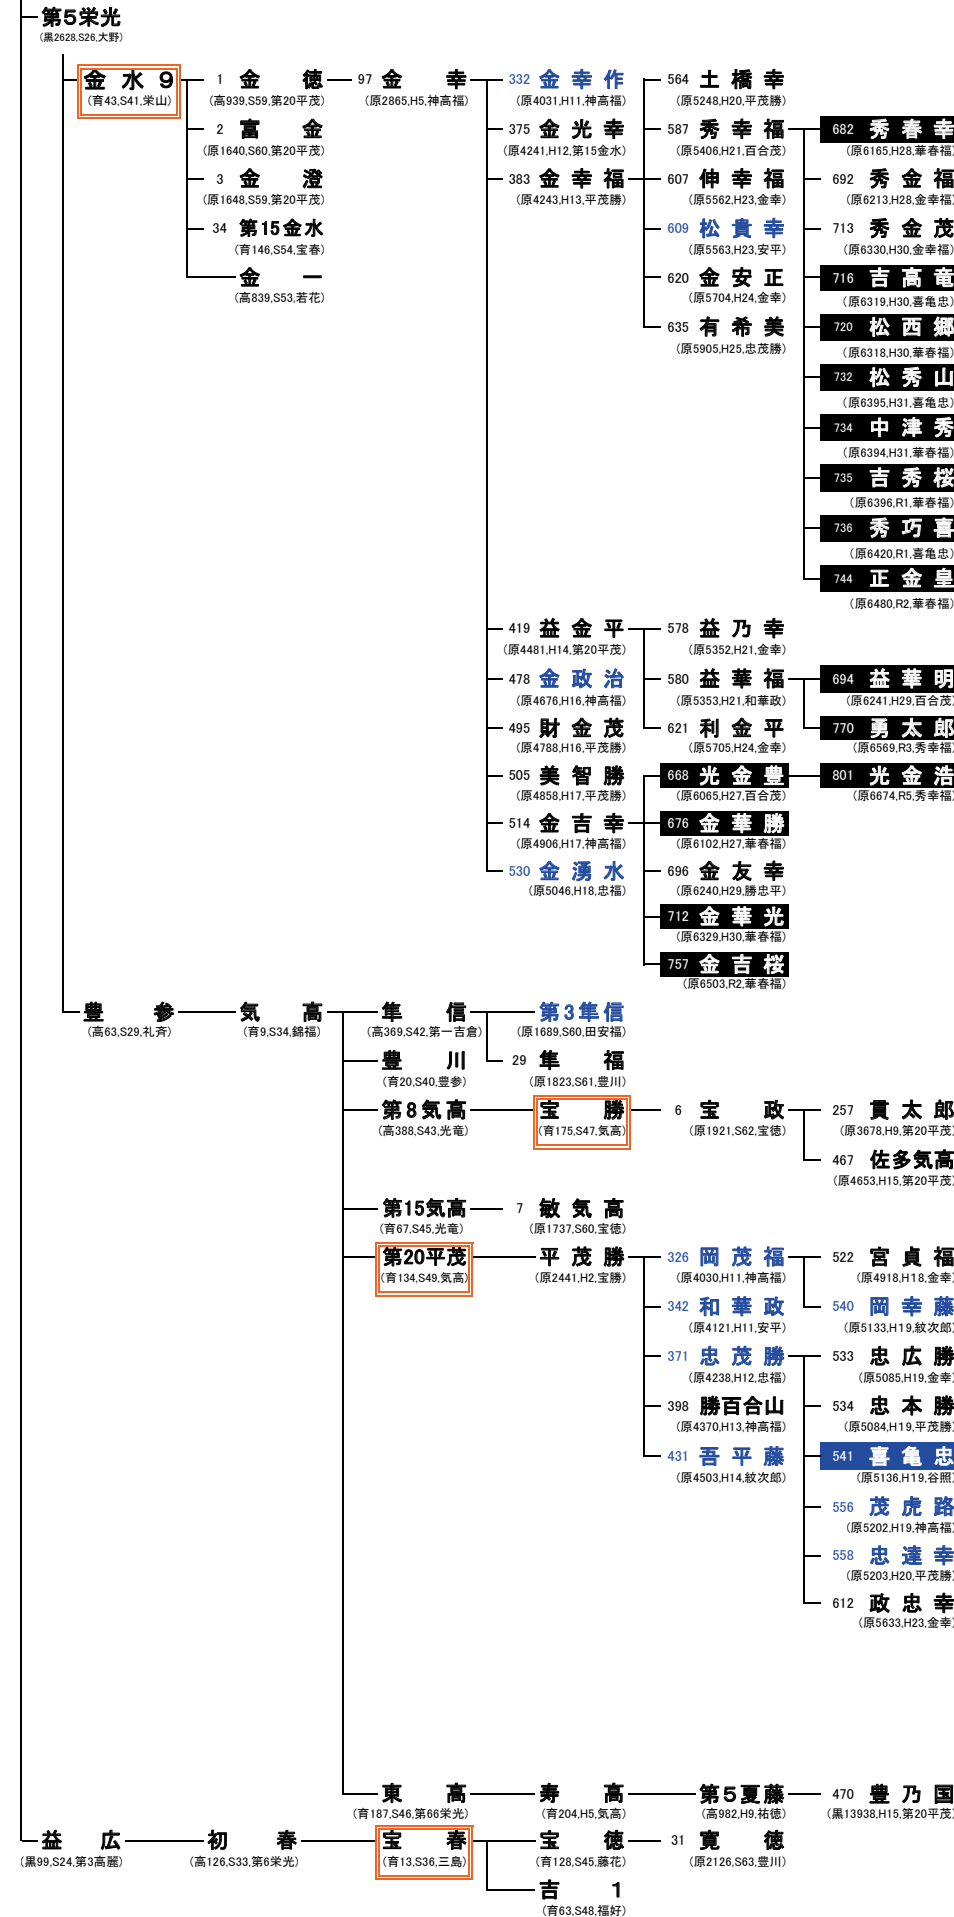 第5栄光
（黒2628,S26,大野）
金水9 1 金徳 97 金幸 332 金幸作 564 土橋幸
（育43,S41,栄山） （高939,S59,第20平茂） （原2865,H5,神高福） （原4031,H11,神高福） （原5248,H20,平茂勝）
2 富金 375 金光幸 587 秀幸福 682 秀春幸
（原1640,S60,第20平茂） （原4241,H12,第15金水） （原5406,H21,百合茂） （原6165,H28,華春福）
3 金澄 383 金幸福 607 伸幸福 692 秀金福
（原1648,S59,第20平茂） （原4243,H13,平茂勝） （原5562,H23,金幸） （原6213,H28,金幸福）
34 第15金水 609 松貴幸 713 秀金茂
（育146,S54,宝春） （原5563,H23,安平） （原6330,H30,金幸福）
金一 620 金安正 716 吉高竜
（高839,S53,若花） （原5704,H24,金幸） （原6319,H30,喜亀忠）
635 有希美 720 松西郷
（原5905,H25,忠茂勝） （原6318,H30,華春福）
732 松秀山
（原6395,H31,喜亀忠）
734 中津秀
（原6394,H31,華春福）
735 吉秀桜
（原6396,R1,華春福）
736 秀巧喜
（原6420,R1,喜亀忠）
744 正金皇
（原6480,R2,華春福）
419 益金平 578 益乃幸
（原4481,H14,第20平茂） （原5352,H21,金幸）
478 金政治 580 益華福 694 益華明
（原4676,H16,神高福） （原5353,H21,和華政） （原6241,H29,百合茂）
495 財金茂 621 利金平 770 勇太郎
（原4788,H16,平茂勝） （原5705,H24,金幸） （原6569,R3,秀幸福）
505 美智勝 668 光金豊 801 光金浩
（原4858,H17,平茂勝） （原6065,H27,百合茂） （原6674,R5,秀幸福）
514 金吉幸 676 金華勝
（原4906,H17,神高福） （原6102,H27,華春福）
530 金湧水 696 金友幸
（原5046,H18,忠福） （原6240,H29,勝忠平）
712 金華光
（原6329,H30,華春福）
757 金吉桜
（原6503,R2,華春福）
豊参 気高 隼信 第3隼信
（高63,S29,礼斉） （育9,S34,錦福） （高369,S42,第一吉倉） （原1689,S60,田安福）
豊川 29 隼福
（育20,S40,豊参） （原1823,S61,豊川）
第8気高 宝勝 6 宝政 257 貫太郎
（高388,S43,光竜） （育175,S47,気高） （原1921,S62,宝徳） （原3678,H9,第20平茂）
467 佐多気高
（原4653,H15,第20平茂）
第15気高 7 敏気高
（育67,S45,光竜） （原1737,S60,宝徳）
第20平茂 平茂勝 326 岡茂福 522 宮貞福
（育134,S49,気高） （原2441,H2,宝勝） （原4030,H11,神高福） （原4918,H18,金幸）
342 和華政 540 岡幸藤
（原4121,H11,安平） （原5133,H19,紋次郎）
371 忠茂勝 533 忠広勝
（原4238,H12,忠福） （原5085,H19,金幸）
398 勝百合山 534 忠本勝
（原4370,H13,神高福） （原5084,H19,平茂勝）
431 吾平藤 541 喜亀忠
（原4503,H14,紋次郎） （原5136,H19,谷照）
556 茂虎路
（原5202,H19,神高福）
558 忠達幸
（原5203,H20,平茂勝）
612 政忠幸
（原5633,H23,金幸）
東高 寿高 第5夏藤 470 豊乃国
（育187,S46,第66栄光） （育204,H5,気高） （高982,H9,祐徳） （黒13938,H15,第20平茂）
益広 初春 宝春 宝徳 31 寛徳
（黒99,S24,第3高麗） （高126,S33,第6栄光） （育13,S36,三島） （育128,S45,藤花） （原2126,S63,豊川）
吉1
（育63,S48,福好）